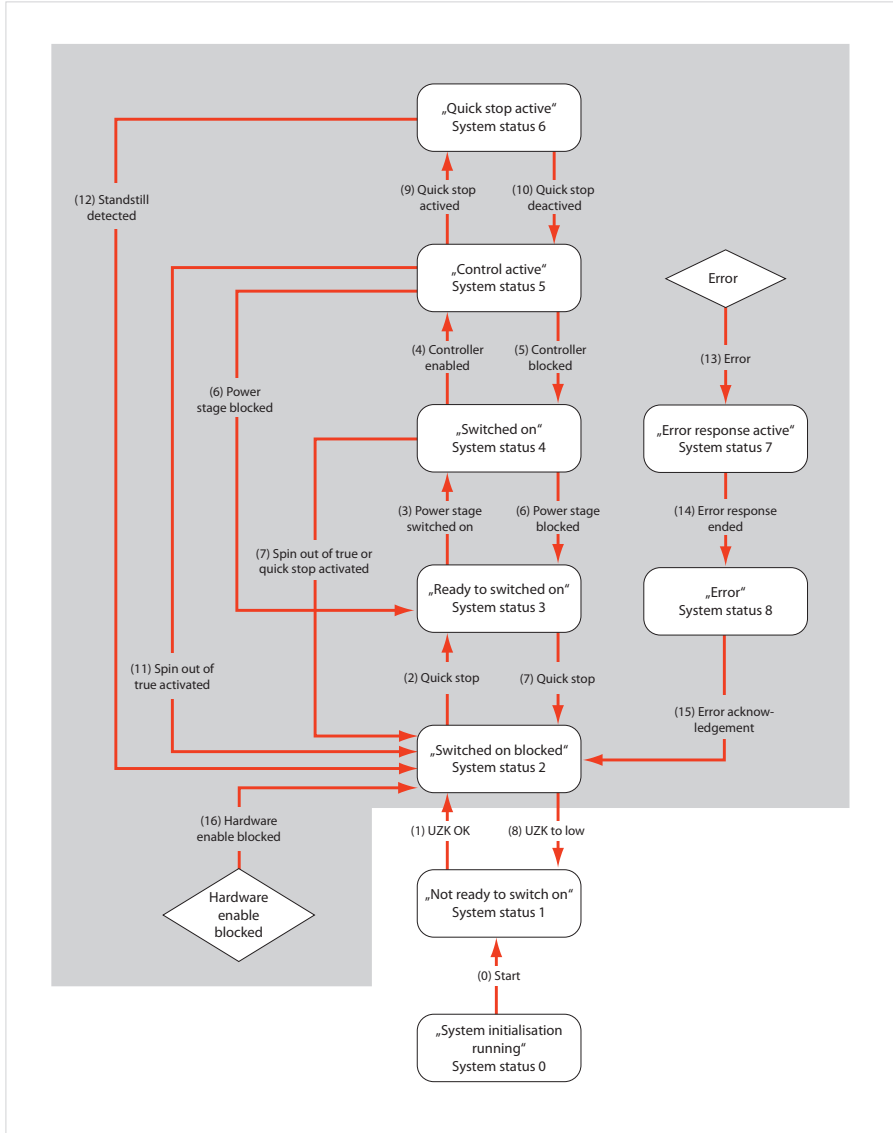 „Quick stop active“
System status 6
(12) Standstill
detected
(9) Quick stop
actived
(10) Quick stop
deactived
„Control active“
System status 5
Error
(4) Controller
enabled
(5) Controller
blocked
(13) Error
(6) Power
stage blocked
„Switched on“
System status 4
„Error response active“
System status 7
(3) Power stage
switched on
(6) Power stage
blocked
(14) Error response
ended
(7) Spin out of true or
quick stop activated
„Ready to switched on“
System status 3
„Error“
System status 8
(11) Spin out of
true activated
(2) Quick stop
(7) Quick stop
(15) Error acknow-
ledgement
„Switched on blocked“
System status 2
(16) Hardware
enable blocked
(1) UZK OK
(8) UZK to low
Hardware
enable
blocked
„Not ready to switch on“
System status 1
(0) Start
„System initialisation
running“
System status 0